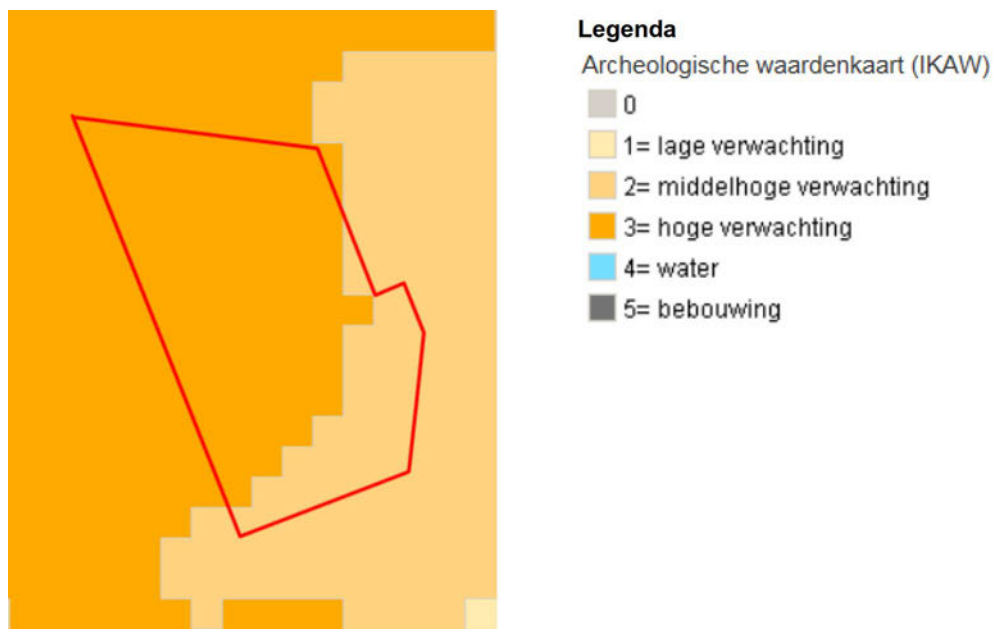 Legenda
Archeologische waardenkaart (IKAW)
0
1= lage verwachting
2= middelhoge verwachting
3= hoge verwachting
4= water
5= bebouwing